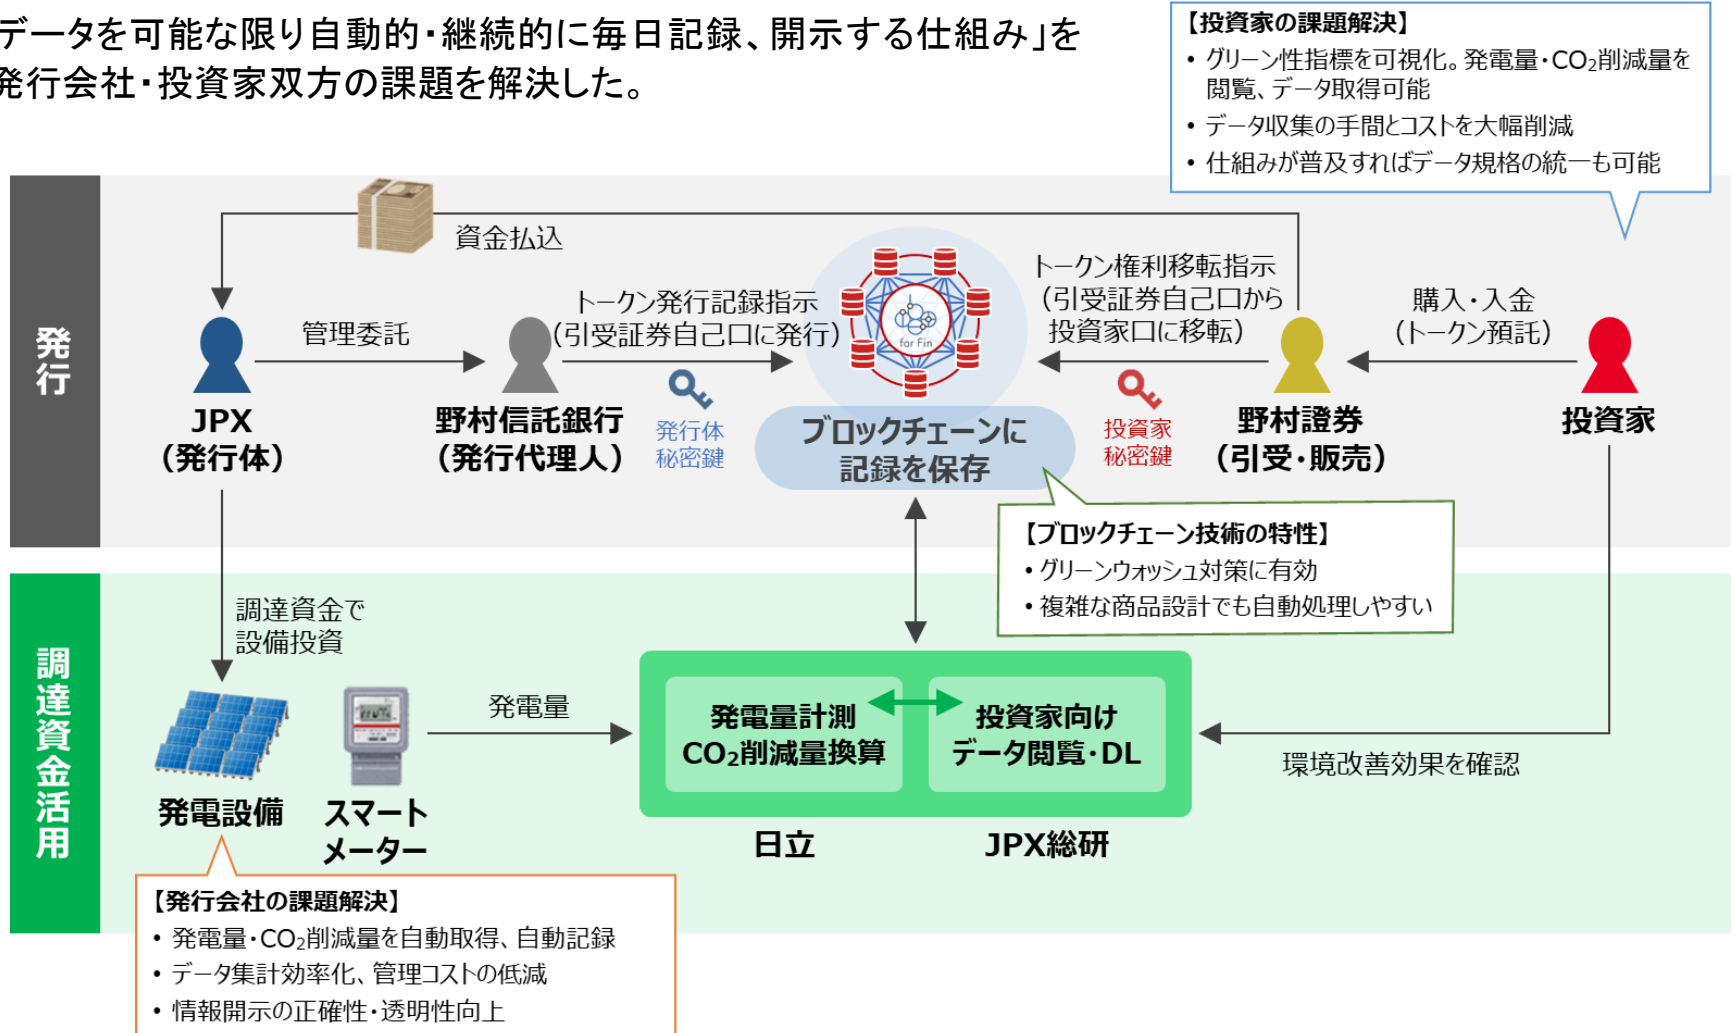 データを可能な限り自動的・継続的に毎日記録、開示する仕組み」を
発行会社・投資家双方の課題を解決した。
【投資家の課題解決】
• グリーン性指標を可視化。発電量・CO₂削減量を
閲覧、データ取得可能
• データ収集の手間とコストを大幅削減
• 仕組みが普及すればデータ規格の統一も可能
発行
資金払込
管理委託
トークン発行記録指示
（引受証券自己口に発行）
for Fin
トークン権利移転指示
（引受証券自己口から
投資家口に移転）
購入・入金
（トークン預託）
JPX
（発行体）
野村信託銀行
（発行代理人）
発行体
秘密鍵
ブロックチェーンに
記録を保存
投資家
秘密鍵
野村證券
（引受・販売）
投資家
【ブロックチェーン技術の特性】
• グリーンウォッシュ対策に有効
• 複雑な商品設計でも自動処理しやすい
調達資金活用
調達資金で
設備投資
発電量
発電量計測
CO₂削減量換算
投資家向け
データ閲覧・DL
環境改善効果を確認
発電設備
スマート
メーター
日立
JPX総研
【発行会社の課題解決】
• 発電量・CO₂削減量を自動取得、自動記録
• データ集計効率化、管理コストの低減
• 情報開示の正確性・透明性向上